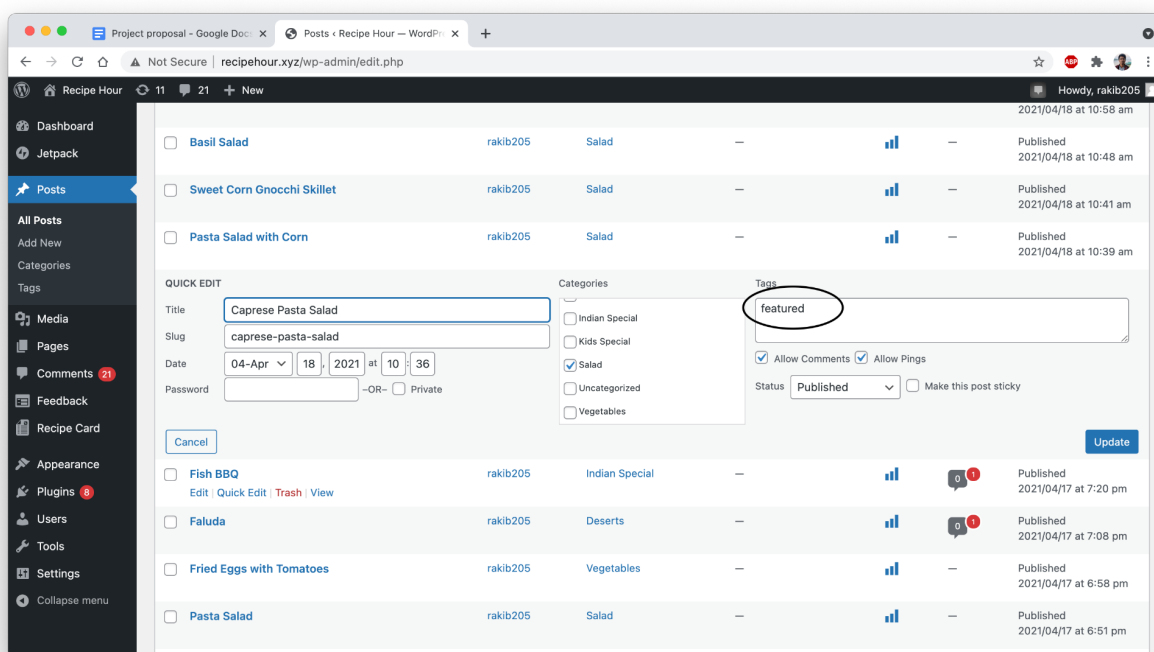 Project proposal - Google Doc
Posts ‹ Recipe Hour — WordPr
Not Secure | recipehour.xyz/wp-admin/edit.php
ABP
Recipe Hour 11 21 + New
Howdy, rakib205
2021/04/18 at 10:58 am
Dashboard
Jetpack
Posts
All Posts
Add New
Categories
Tags
Media
Pages
Comments 21
Feedback
Recipe Card
Appearance
Plugins 8
Users
Tools
Settings
Collapse menu
Basil Salad rakib205 Salad — — Published
2021/04/18 at 10:48 am
Sweet Corn Gnocchi Skillet rakib205 Salad — — Published
2021/04/18 at 10:41 am
Pasta Salad with Corn rakib205 Salad — — Published
2021/04/18 at 10:39 am
QUICK EDIT
Title Caprese Pasta Salad
Slug caprese-pasta-salad
Date 04-Apr 18 , 2021 at 10 : 36
Password –OR– Private
Categories
Indian Special
Kids Special
Salad
Uncategorized
Vegetables
Tags
featured
Allow Comments Allow Pings
Status Published Make this post sticky
Cancel Update
Fish BBQ rakib205 Indian Special — 0 1 Published
Edit | Quick Edit | Trash | View 2021/04/17 at 7:20 pm
Faluda rakib205 Deserts — 0 1 Published
2021/04/17 at 7:08 pm
Fried Eggs with Tomatoes rakib205 Vegetables — — Published
2021/04/17 at 6:58 pm
Pasta Salad rakib205 Salad — — Published
2021/04/17 at 6:51 pm